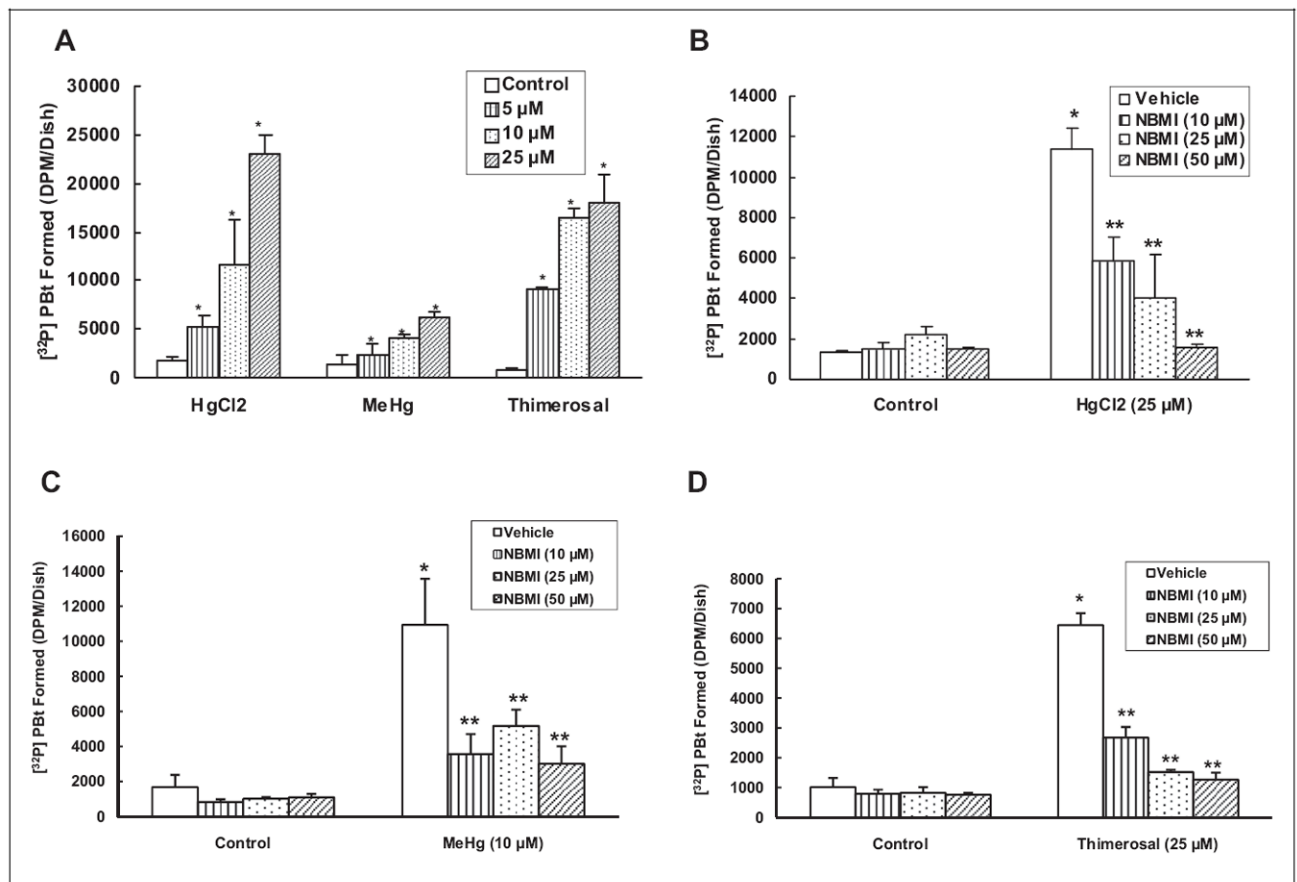 A
[³²P] PBt Formed (DPM/Dish)
30000
25000
20000
15000
10000
5000
0
Control
5 µM
10 µM
25 µM
* * * * * * * * *
HgCl2 MeHg Thimerosal
B
[³²P] PBt Formed (DPM/Dish)
14000
12000
10000
8000
6000
4000
2000
0
Vehicle
NBMI (10 µM)
NBMI (25 µM)
NBMI (50 µM)
* ** ** **
Control HgCl2 (25 µM)
C
[³²P] PBt Formed (DPM/Dish)
16000
14000
12000
10000
8000
6000
4000
2000
0
Vehicle
NBMI (10 µM)
NBMI (25 µM)
NBMI (50 µM)
* ** ** **
Control MeHg (10 µM)
D
[³²P] PBt Formed (DPM/Dish)
8000
7000
6000
5000
4000
3000
2000
1000
0
Vehicle
NBMI (10 µM)
NBMI (25 µM)
NBMI (50 µM)
* ** ** **
Control Thimerosal (25 µM)